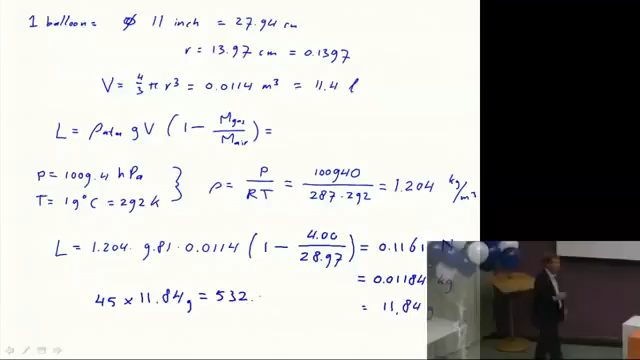 1 balloon = ϕ 11 inch = 27.94 cm
r = 13.97 cm = 0.1397
V = 4/3 π r³ = 0.0114 m³ = 11.4 l
L = ρatm g V (1 − Mgas/Mair) =
P = 1009.4 hPa
T = 19°C = 292 K
ρ = P/RT = 100940/287·292 = 1.204 kg/m³
L = 1.204 · 9.81 · 0.0114 (1 − 4.00/28.97) = 0.1161 N
= 0.01184 kg
45 × 11.84 g = 532.
= 11.84